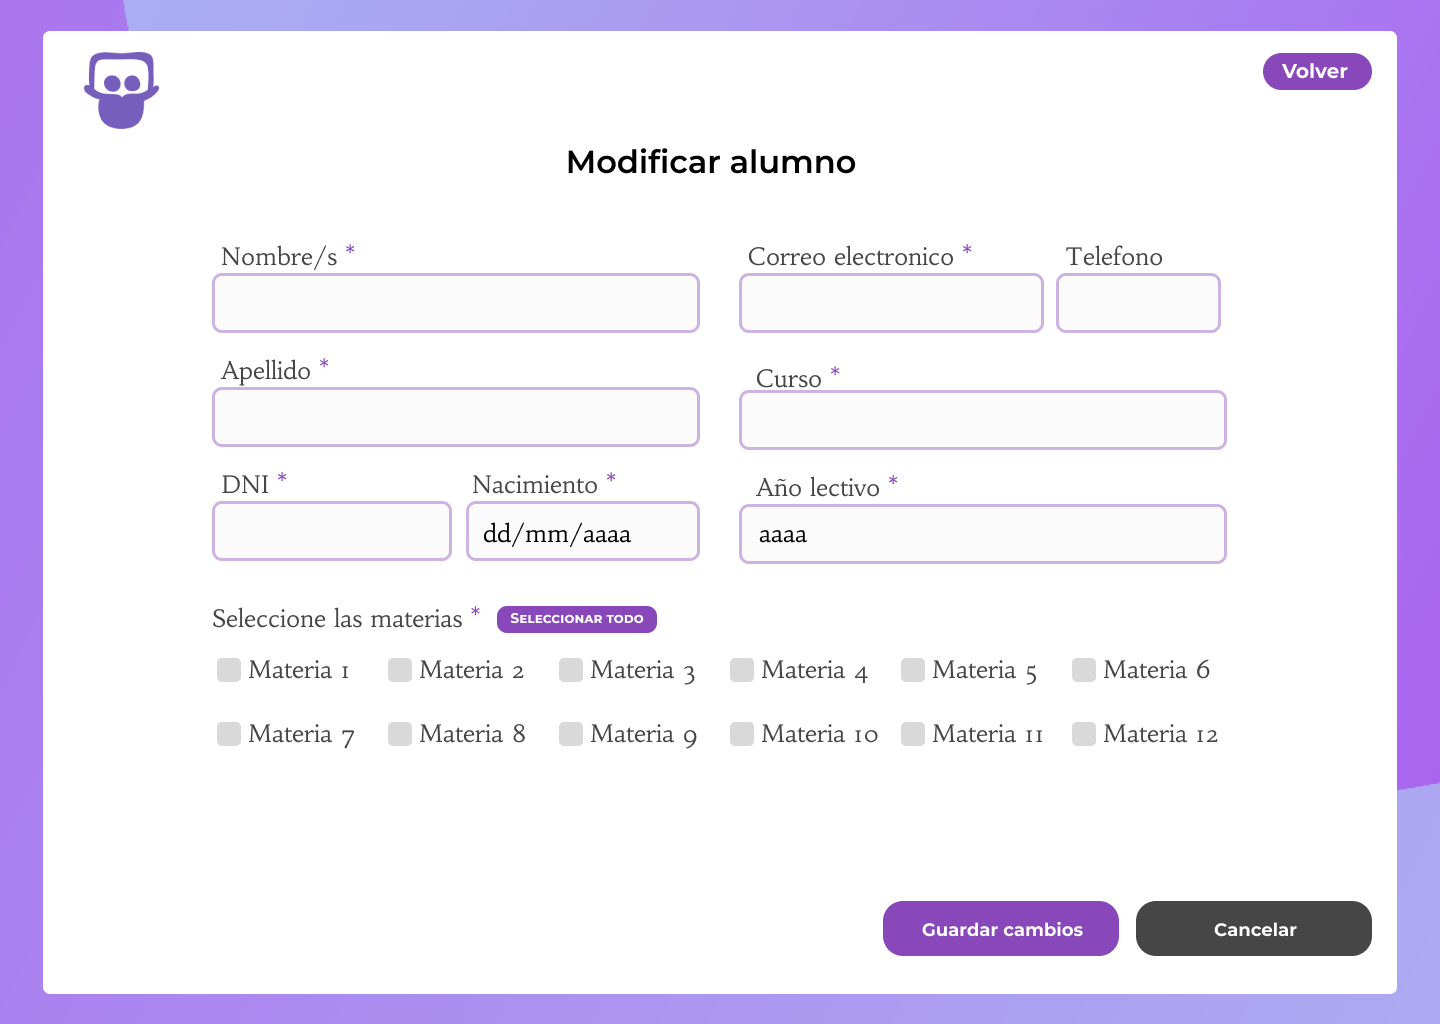 Volver
Modificar alumno
Nombre/s *
Correo electronico *
Telefono
Apellido *
Curso *
DNI *
Nacimiento *
Año lectivo *
dd/mm/aaaa
aaaa
Seleccione las materias *
SELECCIONAR TODO
Materia 1
Materia 2
Materia 3
Materia 4
Materia 5
Materia 6
Materia 7
Materia 8
Materia 9
Materia 10
Materia 11
Materia 12
Guardar cambios
Cancelar